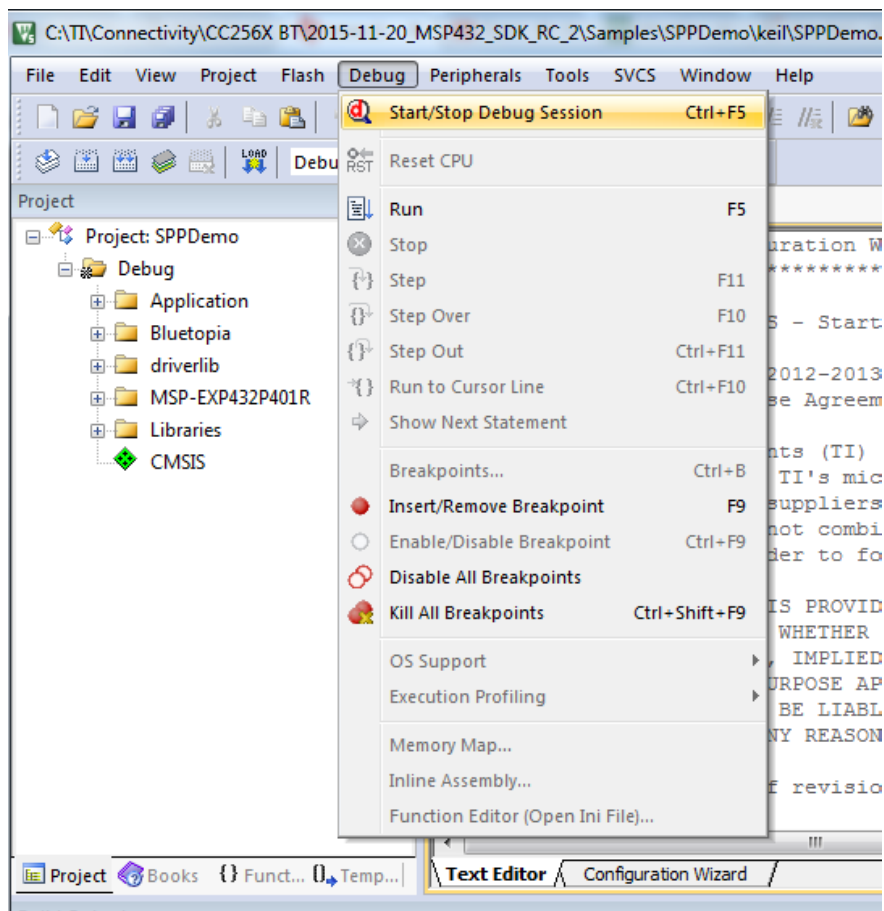 C:\TI\Connectivity\CC256X BT\2015-11-20_MSP432_SDK_RC_2\Samples\SPPDemo\keil\SPPDemo.
File Edit View Project Flash Debug Peripherals Tools SVCS Window Help
Start/Stop Debug Session Ctrl+F5
LOAD
Debu
RST Reset CPU
Project
Run F5
Project: SPPDemo
Stop
Debug
Step F11
Application
Step Over F10
Bluetopia
Step Out Ctrl+F11
driverlib
Run to Cursor Line Ctrl+F10
MSP-EXP432P401R
Show Next Statement
Libraries
CMSIS
Breakpoints... Ctrl+B
Insert/Remove Breakpoint F9
Enable/Disable Breakpoint Ctrl+F9
Disable All Breakpoints
Kill All Breakpoints Ctrl+Shift+F9
OS Support
Execution Profiling
Memory Map...
Inline Assembly...
Function Editor (Open Ini File)...
uration W
*********
S - Start
2012-2013
se Agreem
nts (TI)
TI's mic
suppliers
not combi
der to fo
IS PROVID
WHETHER
, IMPLIED
URPOSE AP
BE LIABL
NY REASON
f revisio
Project Books {} Funct... Temp...
Text Editor Configuration Wizard